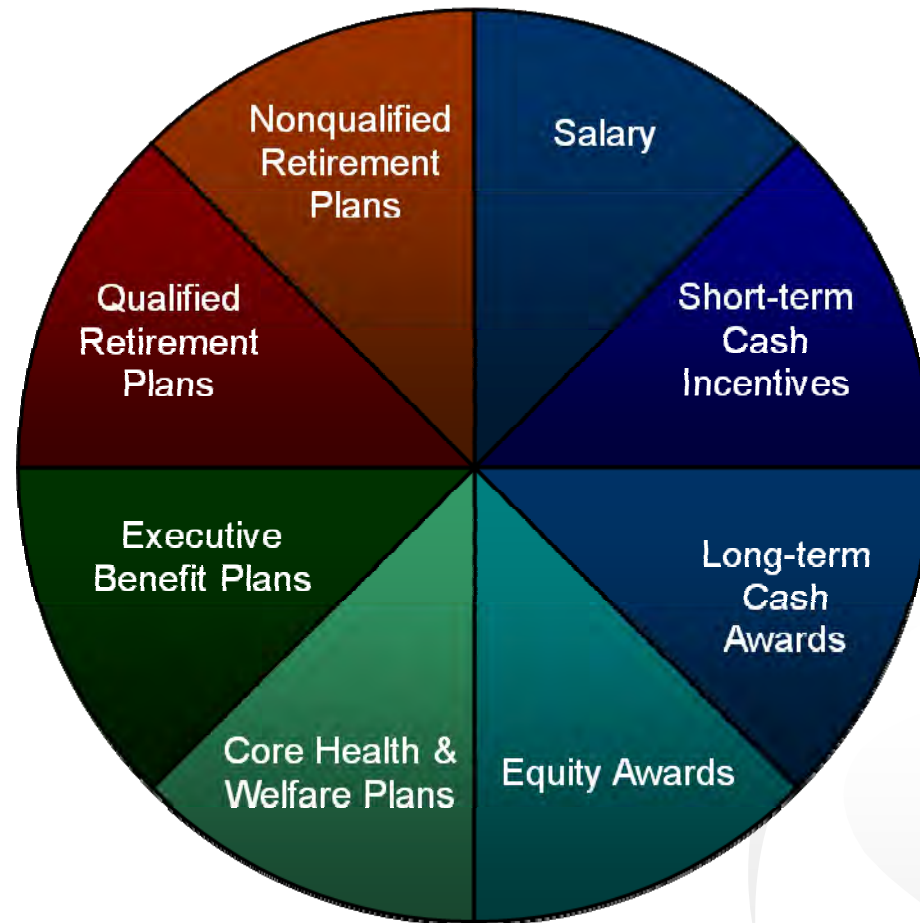 Salary
Short-term
Cash
Incentives
Long-term
Cash
Awards
Equity Awards
Core Health &
Welfare Plans
Executive
Benefit Plans
Qualified
Retirement
Plans
Nonqualified
Retirement
Plans